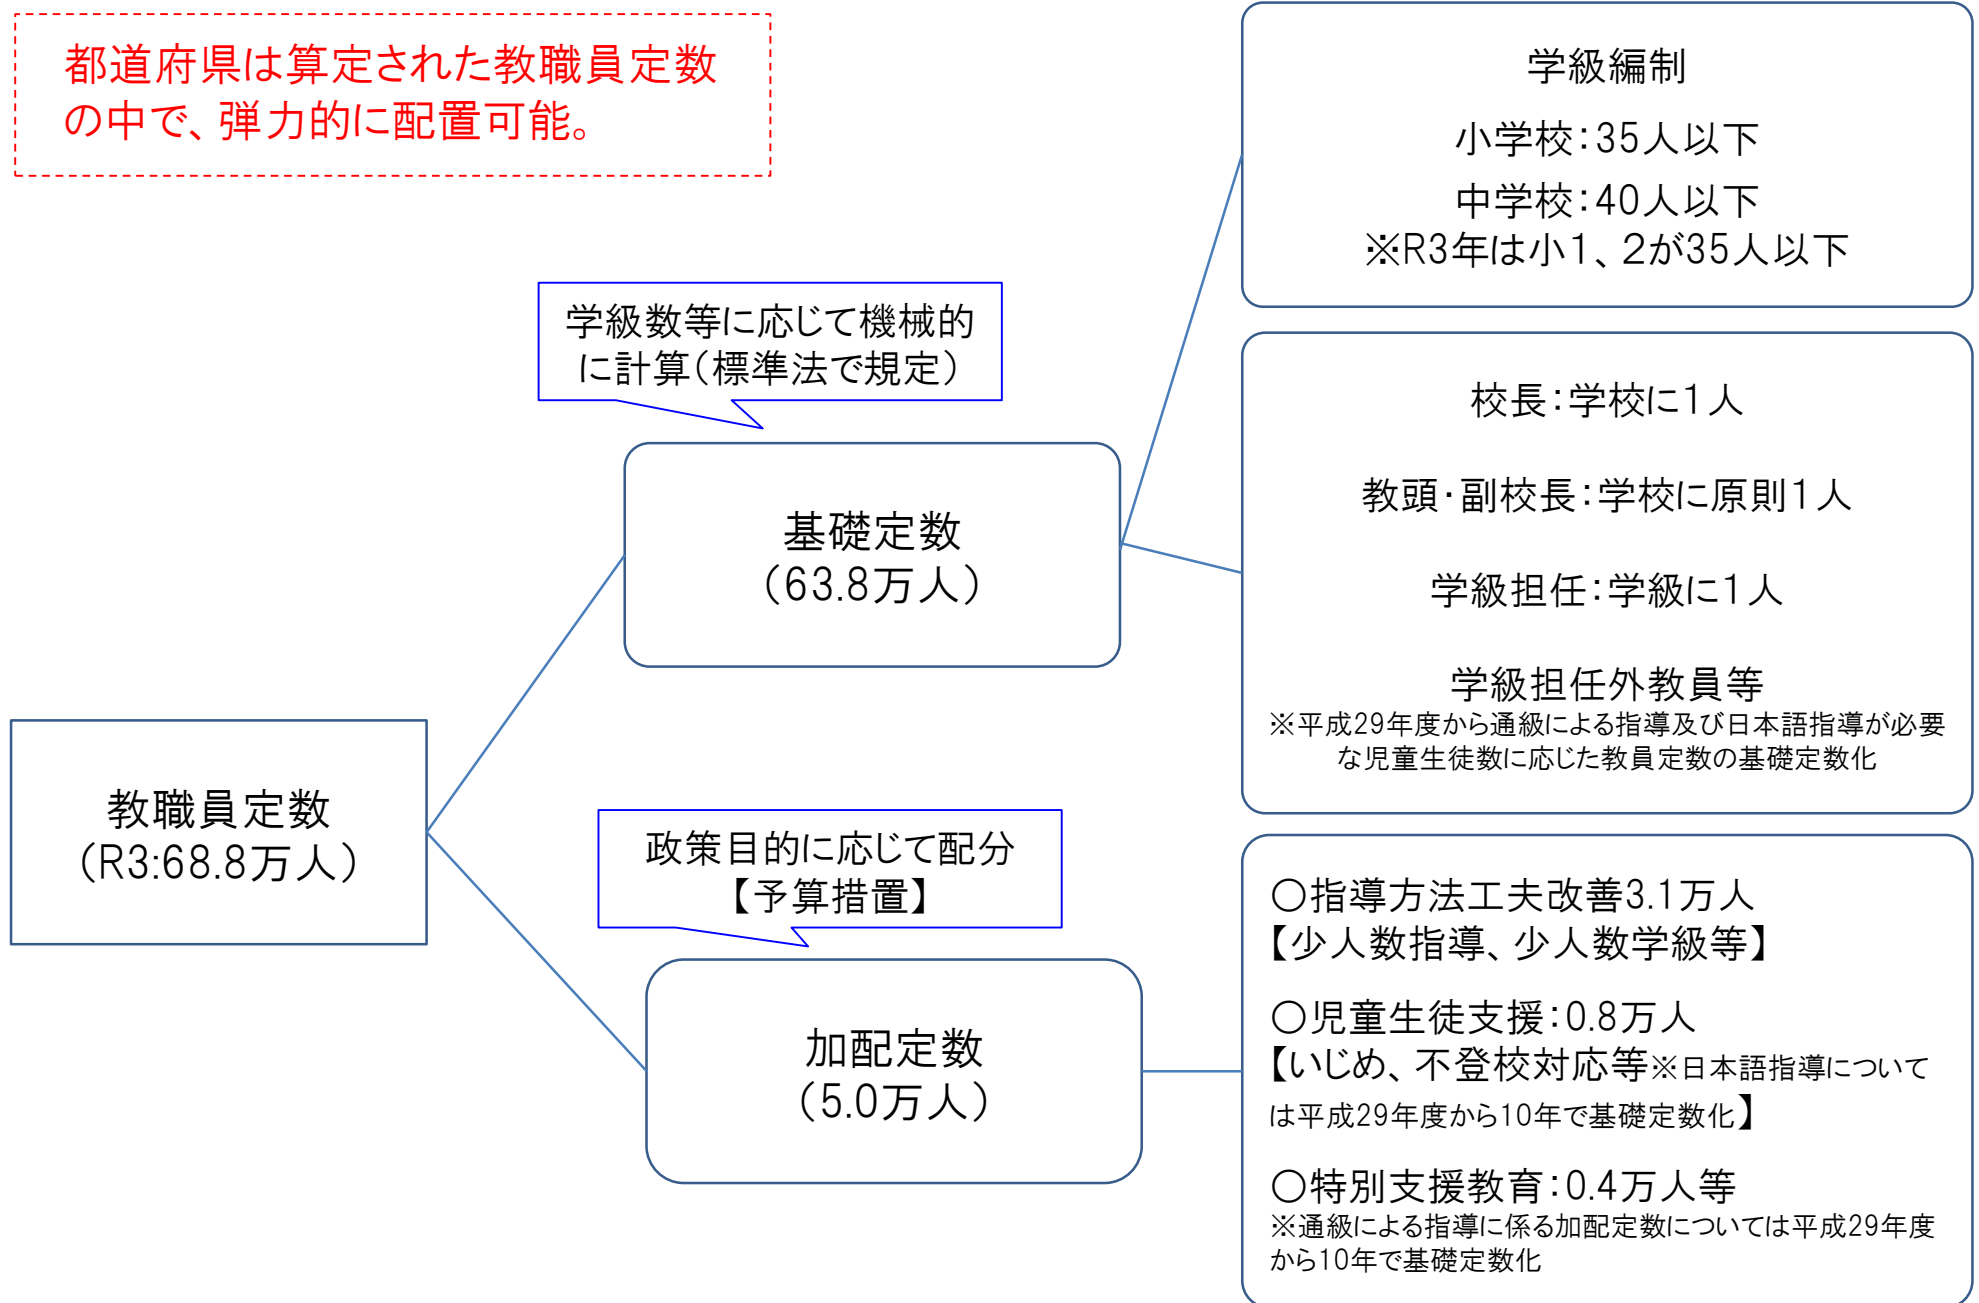 都道府県は算定された教職員定数
の中で、弾力的に配置可能。
学級編制
小学校：35人以下
中学校：40人以下
※R3年は小１、２が35人以下
学級数等に応じて機械的
に計算（標準法で規定）
校長：学校に１人
教頭・副校長：学校に原則１人
学級担任：学級に１人
学級担任外教員等
※平成29年度から通級による指導及び日本語指導が必要
な児童生徒数に応じた教員定数の基礎定数化
基礎定数
（63.8万人）
教職員定数
（R3:68.8万人）
政策目的に応じて配分
【予算措置】
加配定数
（5.0万人）
○指導方法工夫改善3.1万人
【少人数指導、少人数学級等】
○児童生徒支援：0.8万人
【いじめ、不登校対応等※日本語指導について
は平成29年度から10年で基礎定数化】
○特別支援教育：0.4万人等
※通級による指導に係る加配定数については平成29年度
から10年で基礎定数化